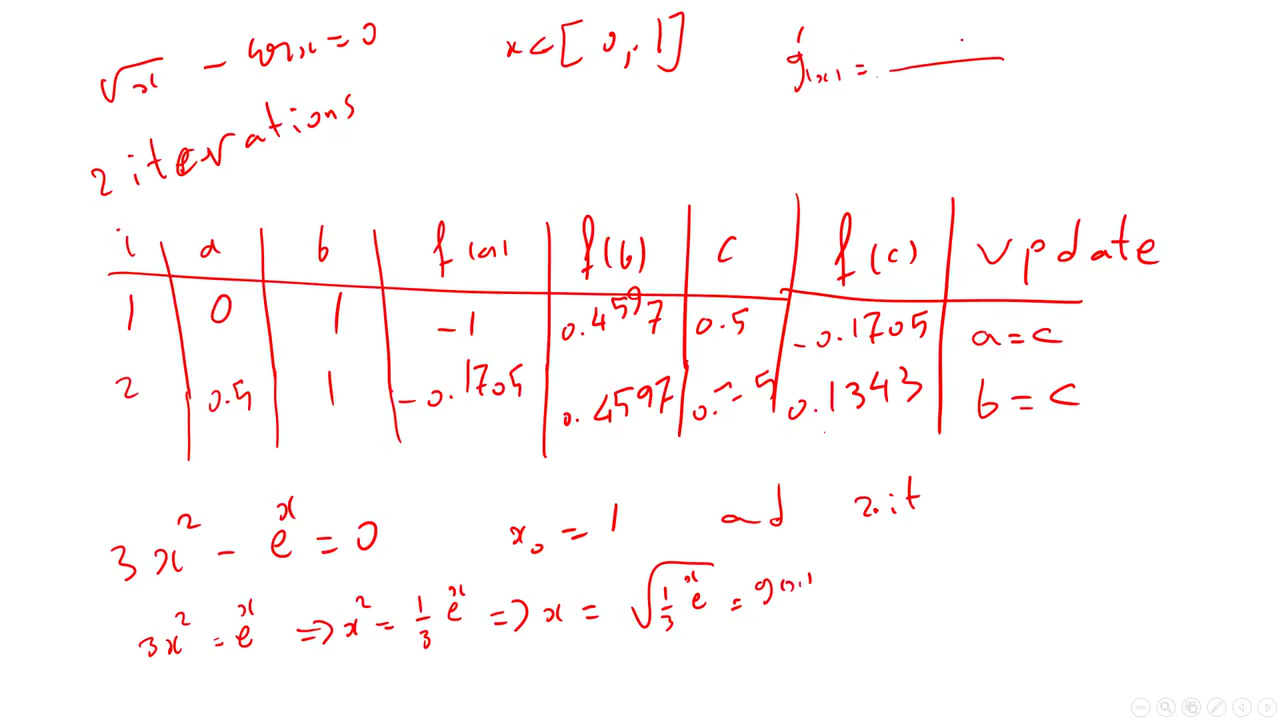 √x - cos x = 0 x ∈ [0, 1] g'(x) =
2 iterations
i a b f(a) f(b) c f(c) update
1 0 1 -1 0.4597 0.5 -0.1705 a=c
2 0.5 1 -0.1705 0.4597 0.75 0.1343 b=c
3x² - eˣ = 0 x₀ = 1 and 2.it
3x² = eˣ => x² = 1/3 eˣ => x = √(1/3 eˣ) = g(x)